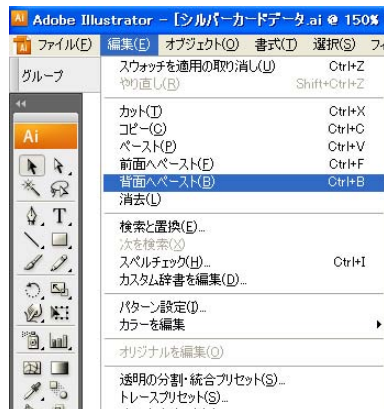 Adobe Illustrator - [シルバーカードデータ.ai @ 150%
ファイル(F) 編集(E) オブジェクト(O) 書式(T) 選択(S)
グループ
スウォッチを適用の取り消し(U) Ctrl+Z
やり直し(R) Shift+Ctrl+Z
カット(T) Ctrl+X
コピー(C) Ctrl+C
ペースト(P) Ctrl+V
前面へペースト(F) Ctrl+F
背面へペースト(B) Ctrl+B
消去(L)
検索と置換(E)...
次を検索(X)
スペルチェック(H)... Ctrl+I
カスタム辞書を編集(D)...
パターン設定(I)...
カラーを編集
オリジナルを編集(O)
透明の分割・統合プリセット(S)...
トレースプリセット(S)...
Ai
T